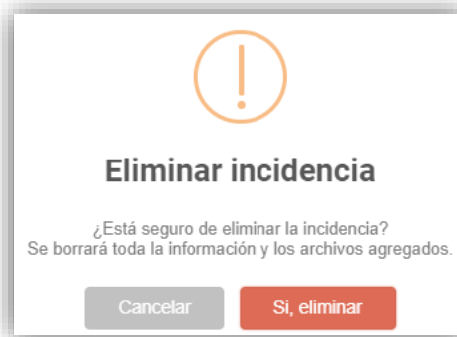 Eliminar incidencia
¿Está seguro de eliminar la incidencia?
Se borrará toda la información y los archivos agregados.
Cancelar
Si, eliminar